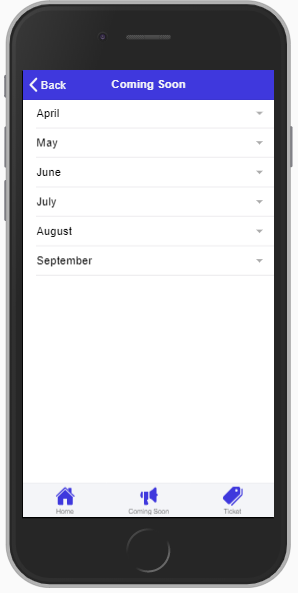 Back
Coming Soon
April
May
June
July
August
September
Home
Coming Soon
Ticket